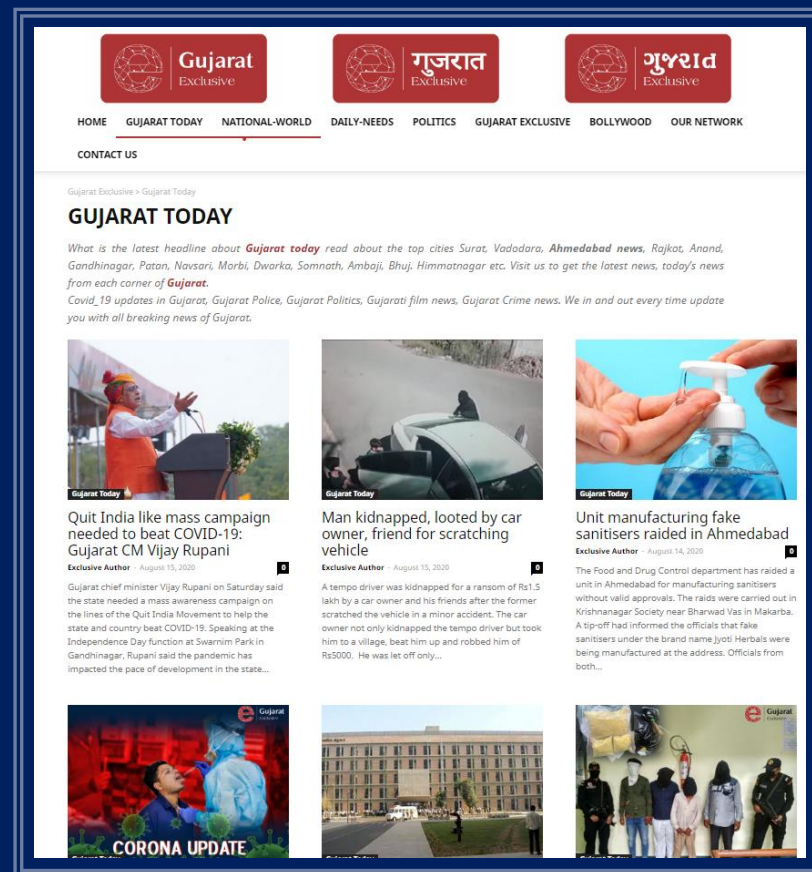 Gujarat
Exclusive
गुजरात
Exclusive
ગુજરાત
Exclusive
HOME GUJARAT TODAY NATIONAL-WORLD DAILY-NEEDS POLITICS GUJARAT EXCLUSIVE BOLLYWOOD OUR NETWORK
CONTACT US
Gujarat Exclusive » Gujarat Today
GUJARAT TODAY
What is the latest headline about Gujarat today read about the top cities Surat, Vadodara, Ahmedabad news, Rajkot, Anand,
Gandhinagar, Patan, Navsari, Morbi, Dwarka, Somnath, Ambaji, Bhuj. Himmatnagar etc. Visit us to get the latest news, today's news
from each corner of Gujarat.
Covid_19 updates in Gujarat, Gujarat Police, Gujarat Politics, Gujarati film news, Gujarat Crime news. We in and out every time update
you with all breaking news of Gujarat.
Gujarat Today
Quit India like mass campaign
needed to beat COVID-19:
Gujarat CM Vijay Rupani
Exclusive Author - August 15, 2020 0
Gujarat chief minister Vijay Rupani on Saturday said
the state needed a mass awareness campaign on
the lines of the Quit India Movement to help the
state and country beat COVID-19. Speaking at the
Independence Day function at Swarnim Park in
Gandhinagar, Rupani said the pandemic has
impacted the pace of development in the state...
Gujarat Today
Man kidnapped, looted by car
owner, friend for scratching
vehicle
Exclusive Author - August 15, 2020 0
A tempo driver was kidnapped for a ransom of Rs1.5
lakh by a car owner and his friends after the former
scratched the vehicle in a minor accident. The car
owner not only kidnapped the tempo driver but took
him to a village, beat him up and robbed him of
Rs5000. He was let off only...
Gujarat Today
Unit manufacturing fake
sanitisers raided in Ahmedabad
Exclusive Author - August 14, 2020 0
The Food and Drug Control department has raided a
unit in Ahmedabad for manufacturing sanitisers
without valid approvals. The raids were carried out in
Krishnanagar Society near Bharwad Vas in Makarba.
A tip-off had informed the officials that fake
sanitisers under the brand name Jyoti Herbals were
being manufactured at the address. Officials from
both...
Gujarat
Exclusive
CORONA UPDATE
Gujarat Today
Gujarat Today
Gujarat
Exclusive
Gujarat Today